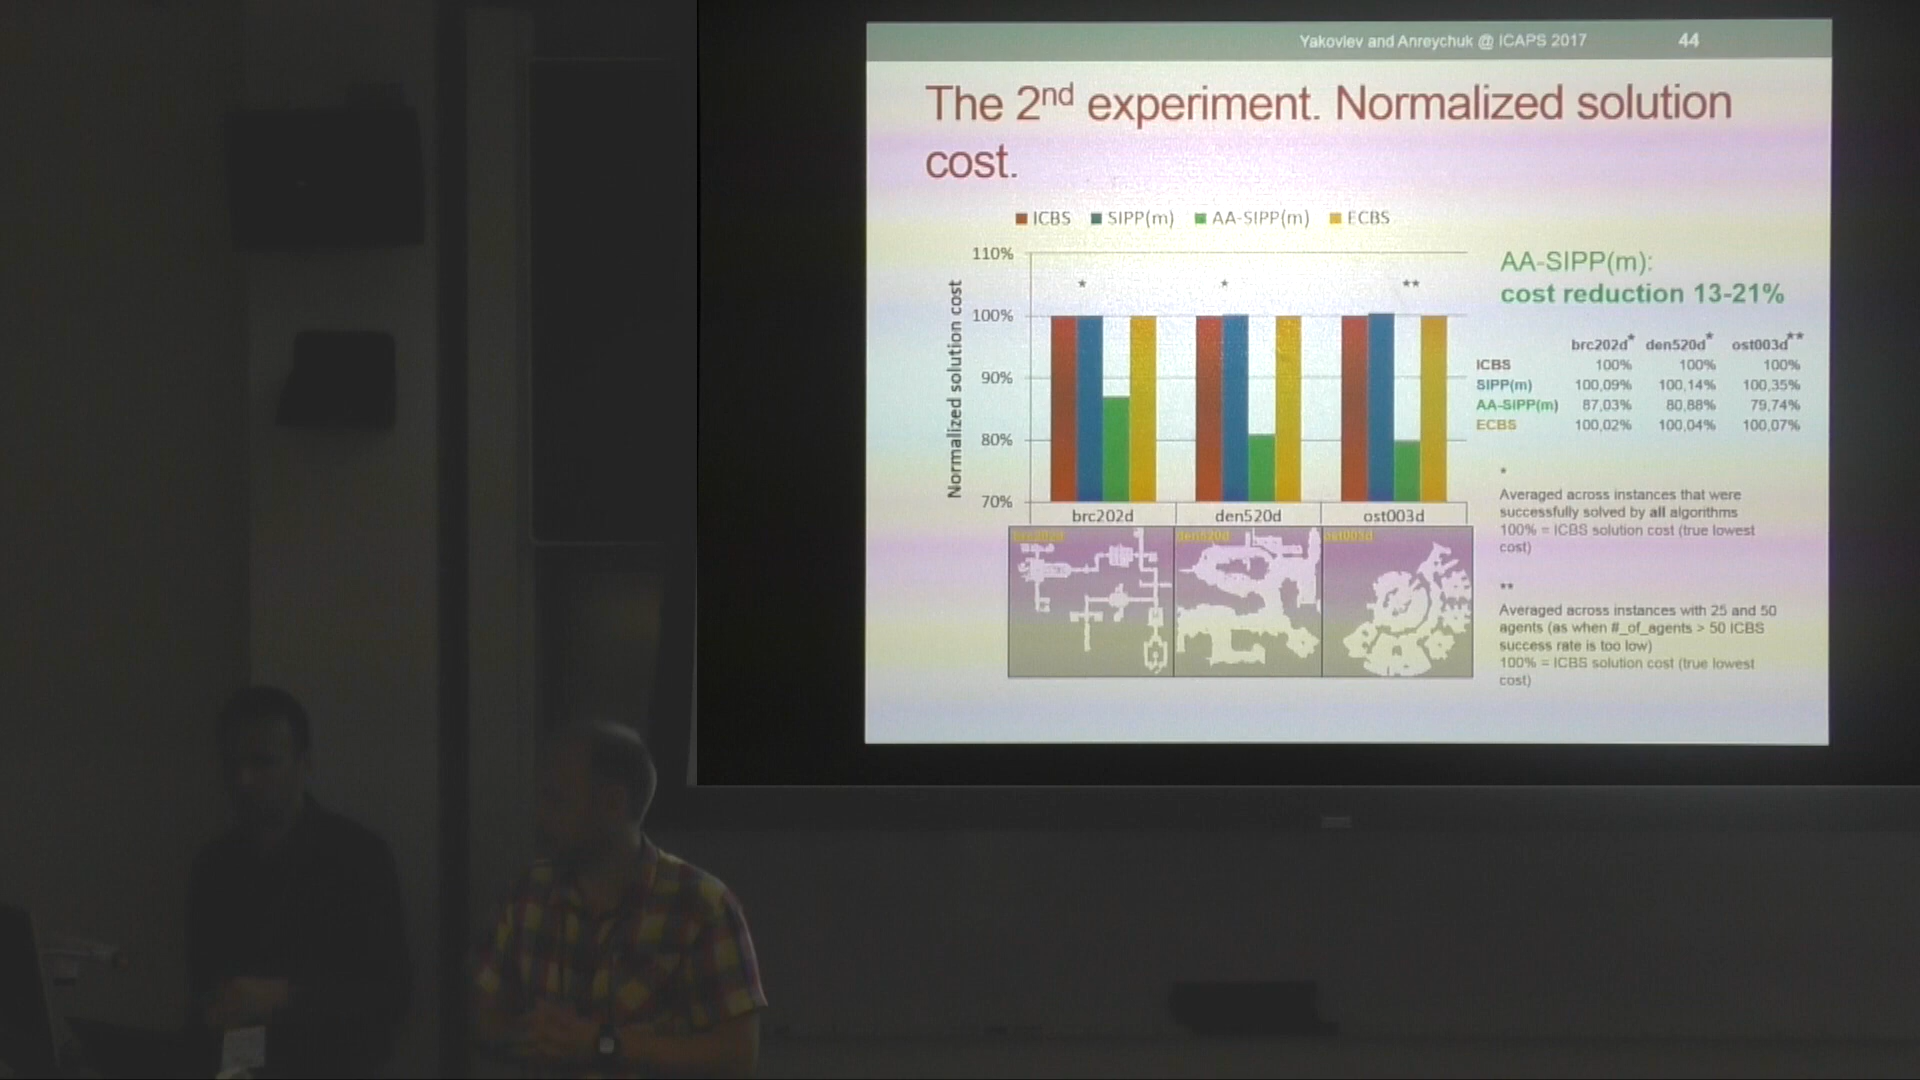 Yakovlev and Anreychuk @ ICAPS 2017 44
The 2nd experiment. Normalized solution
cost.
ICBS SIPP(m) AA-SIPP(m) ECBS
110%
100%
90%
80%
70%
Normalized solution cost
* * **
brc202d den520d ost003d
brc202d den520d ost003d
AA-SIPP(m):
cost reduction 13-21%
brc202d* den520d* ost003d**
ICBS 100% 100% 100%
SIPP(m) 100,09% 100,14% 100,35%
AA-SIPP(m) 87,03% 80,88% 79,74%
ECBS 100,02% 100,04% 100,07%
*
Averaged across instances that were
successfully solved by all algorithms
100% = ICBS solution cost (true lowest
cost)
**
Averaged across instances with 25 and 50
agents (as when #_of_agents > 50 ICBS
success rate is too low)
100% = ICBS solution cost (true lowest
cost)